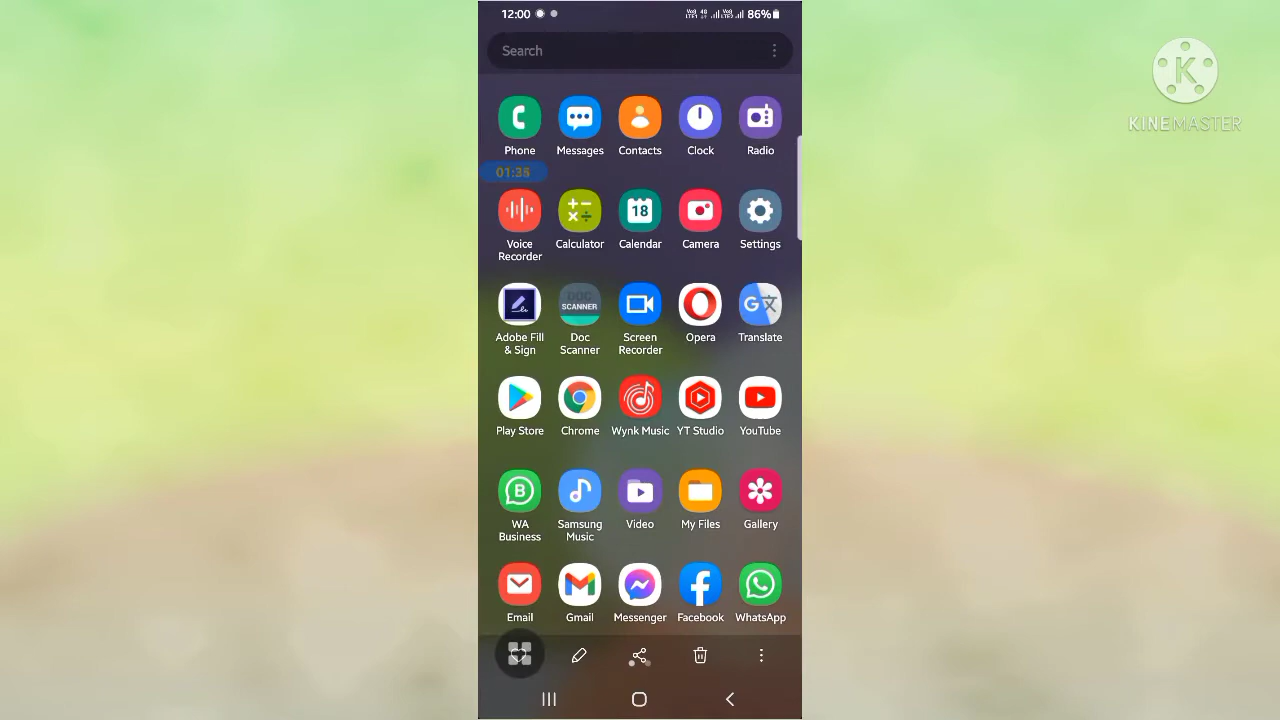 12:00 86%
Search
Phone Messages Contacts Clock Radio
01:35
18
Voice Recorder Calculator Calendar Camera Settings
SCANNER
Adobe Fill & Sign Doc Scanner Screen Recorder Opera Translate
Play Store Chrome Wynk Music YT Studio YouTube
WA Business Samsung Music Video My Files Gallery
Email Gmail Messenger Facebook WhatsApp
KINEMASTER